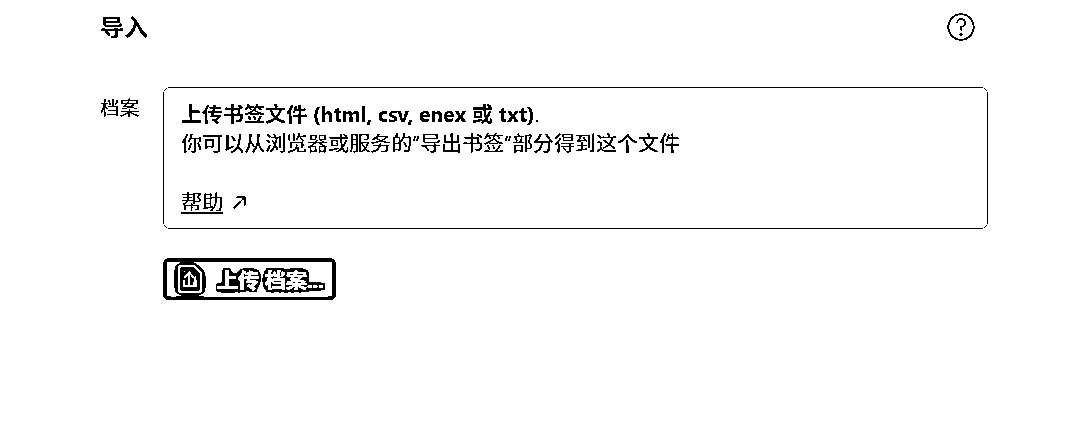 导入
档案
上传书签文件 (html, csv, enex 或 txt).
你可以从浏览器或服务的"导出书签"部分得到这个文件
帮助 ↗
上传档案...